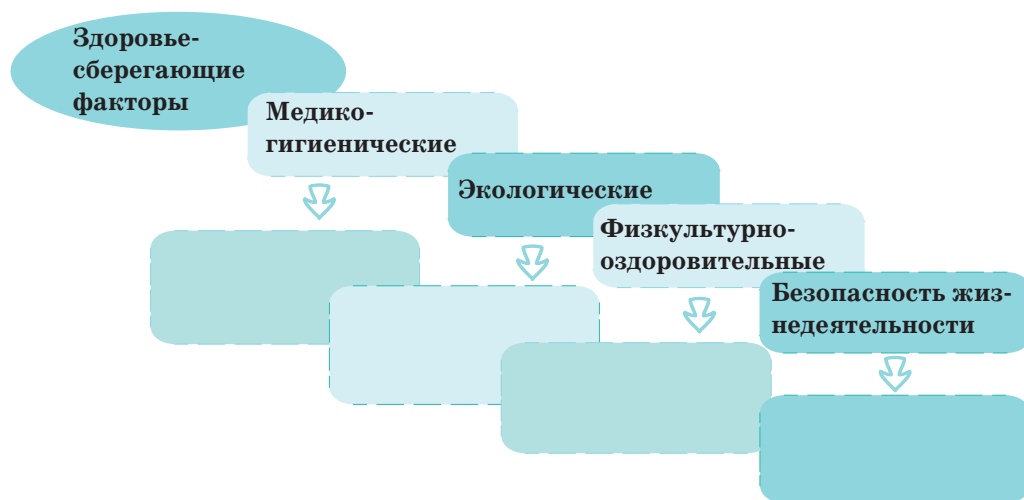 Здоровье-
сберегающие
факторы
Медико-
гигиенические
Экологические
Физкультурно-
оздоровительные
Безопасность жиз-
недеятельности